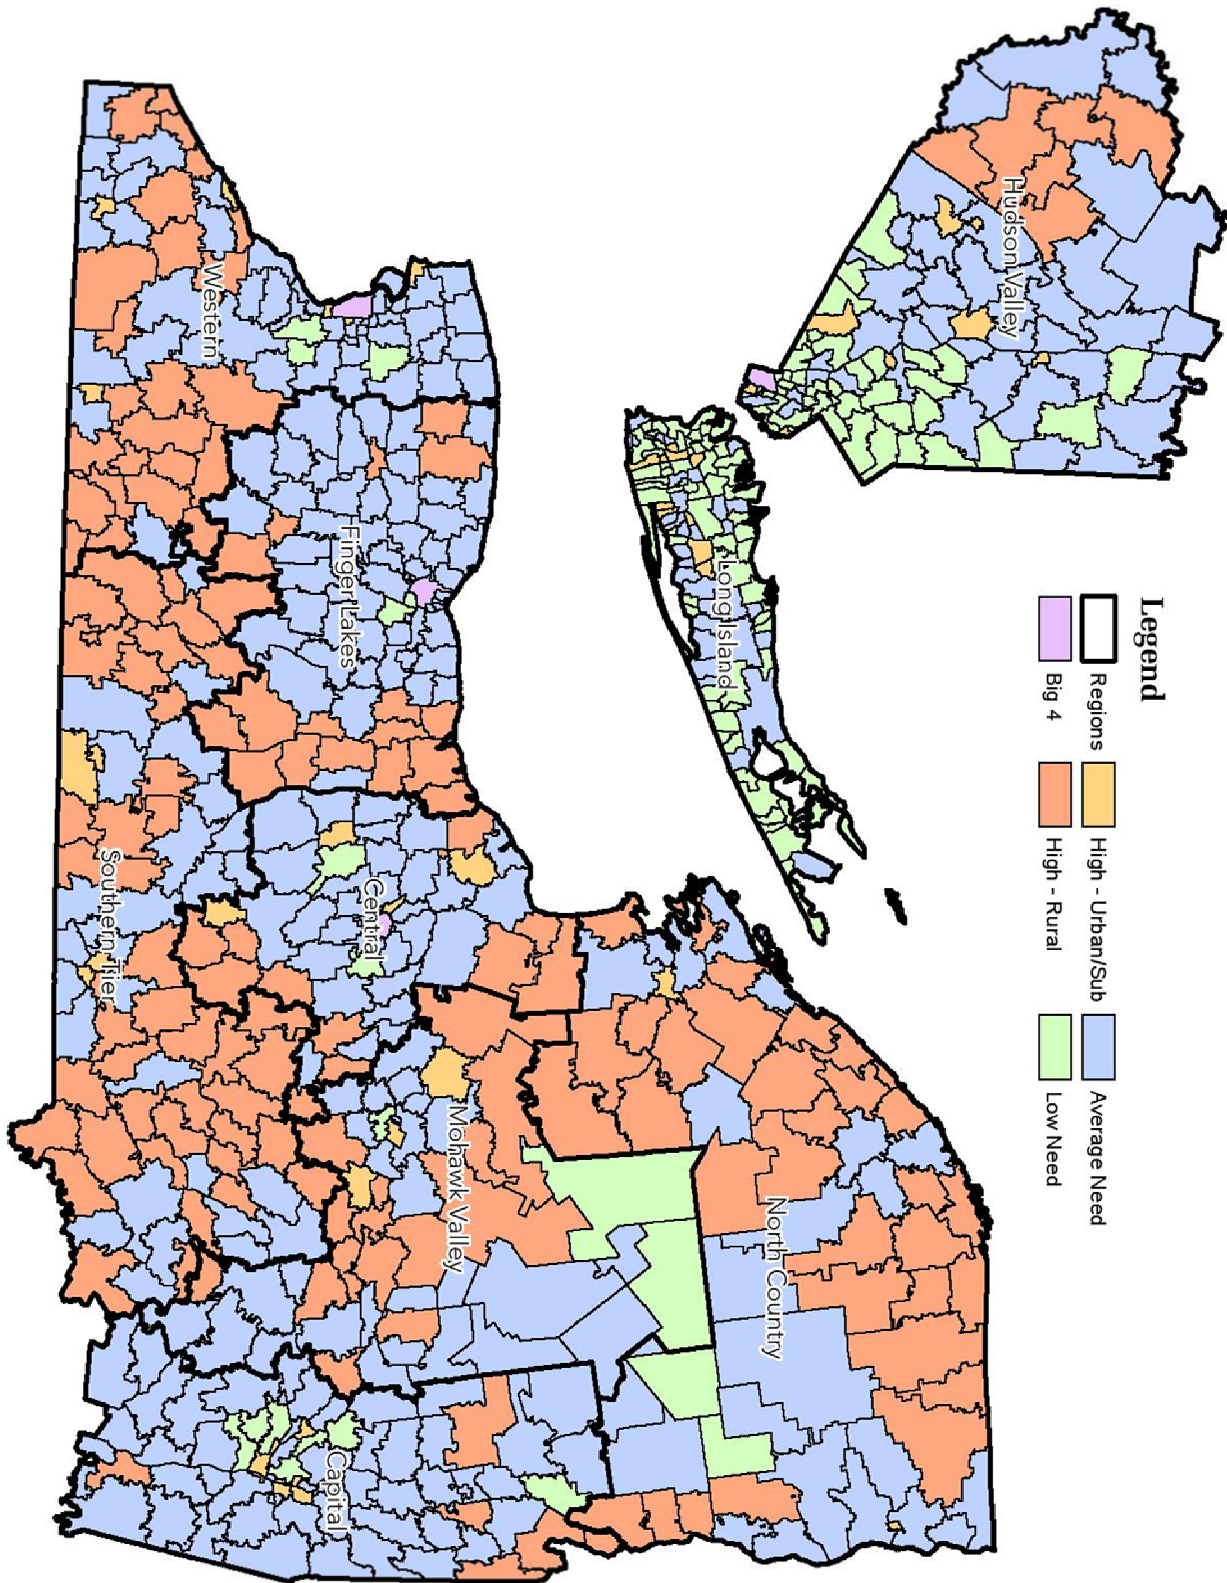 Legend
Regions
Big 4
High - Urban/Sub
High - Rural
Average Need
Low Need
Hudson Valley
Long Island
Western
Finger Lakes
Southern Tier
Central
Mohawk Valley
North Country
Capital